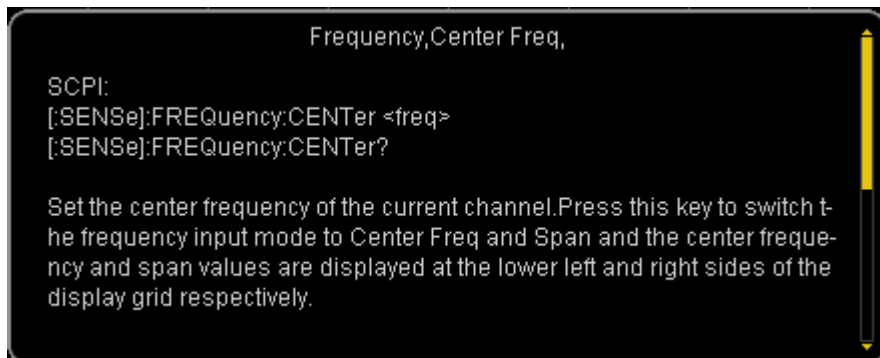 Frequency,Center Freq,
SCPI:
[:SENSe]:FREQuency:CENTer <freq>
[:SENSe]:FREQuency:CENTer?
Set the center frequency of the current channel.Press this key to switch t-
he frequency input mode to Center Freq and Span and the center freque-
ncy and span values are displayed at the lower left and right sides of the
display grid respectively.